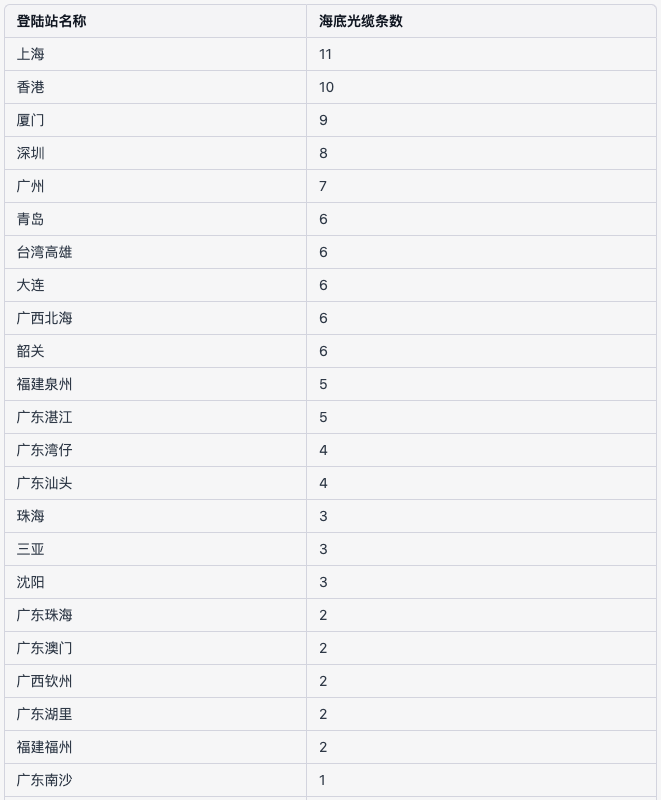 登陆站名称 海底光缆条数
上海 11
香港 10
厦门 9
深圳 8
广州 7
青岛 6
台湾高雄 6
大连 6
广西北海 6
韶关 6
福建泉州 5
广东湛江 5
广东湾仔 4
广东汕头 4
珠海 3
三亚 3
沈阳 3
广东珠海 2
广东澳门 2
广西钦州 2
广东湖里 2
福建福州 2
广东南沙 1